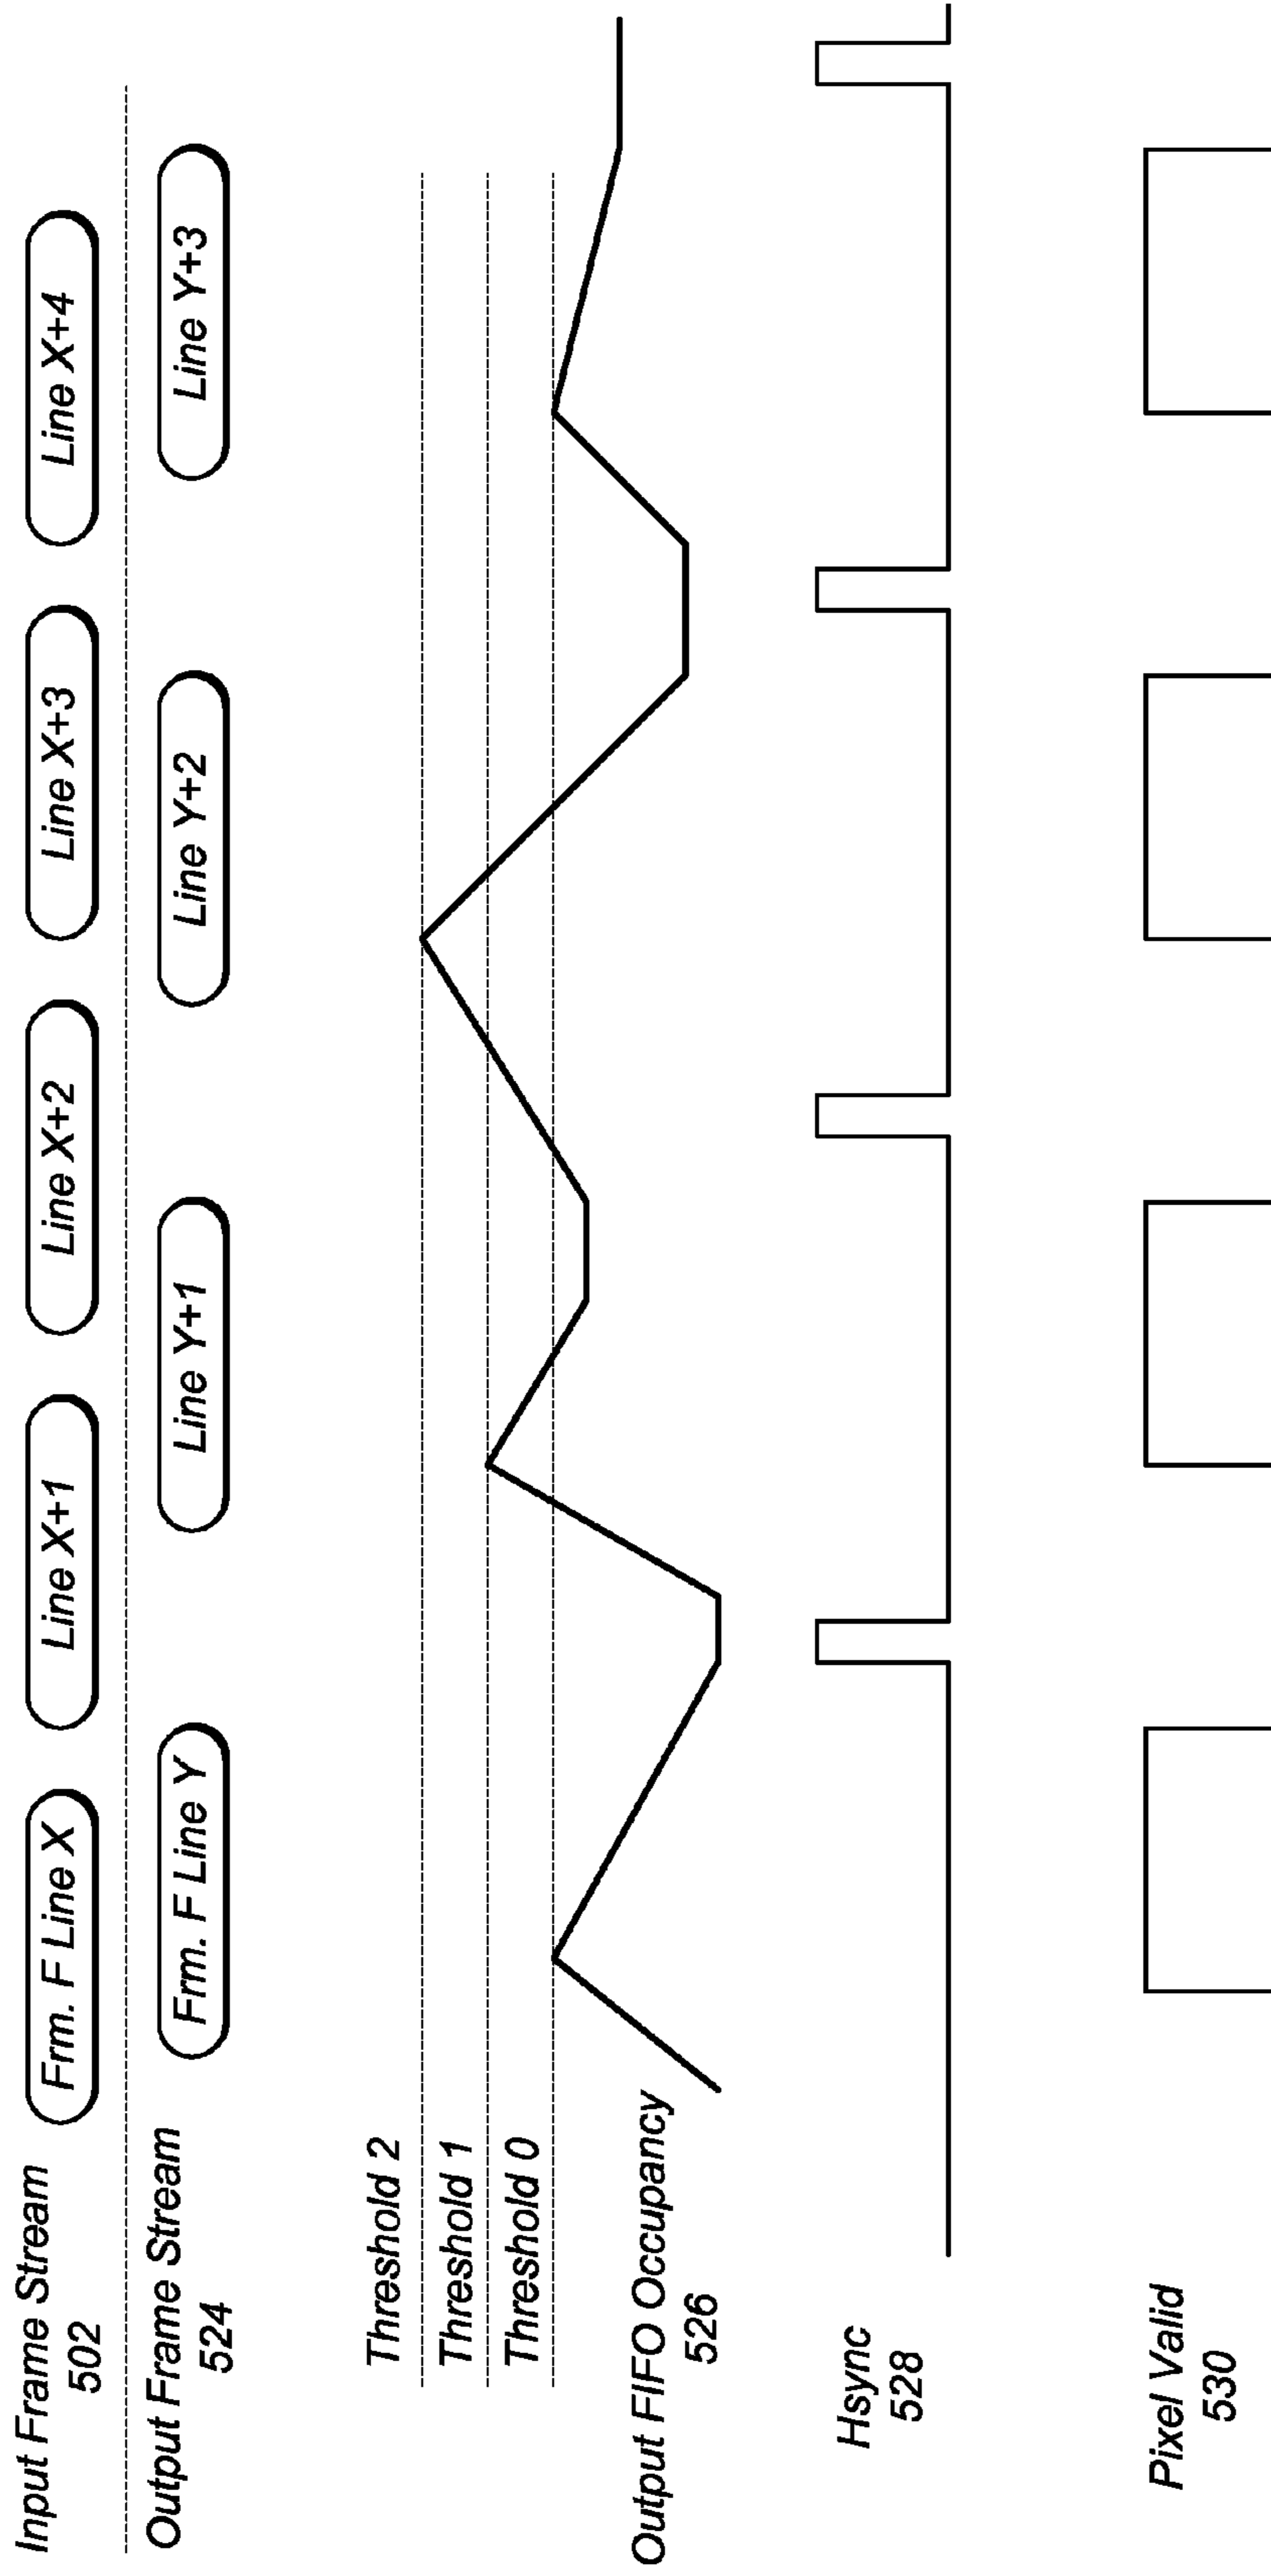 Input Frame Stream
502
Frm. F Line X
Line X+1
Line X+2
Line X+3
Line X+4
Output Frame Stream
524
Frm. F Line Y
Line Y+1
Line Y+2
Line Y+3
Threshold 2
Threshold 1
Threshold 0
Output FIFO Occupancy
526
Hsync
528
Pixel Valid
530